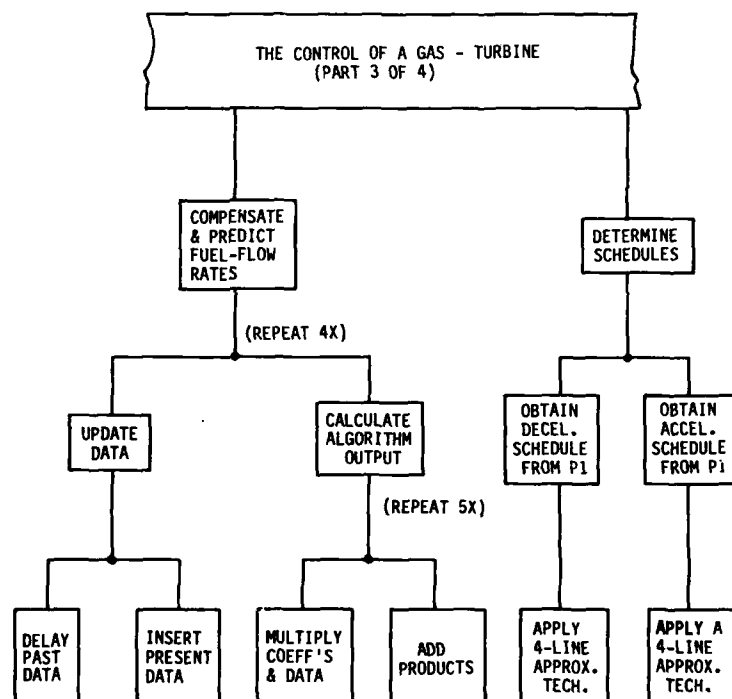 THE CONTROL OF A GAS - TURBINE
(PART 3 OF 4)
COMPENSATE
& PREDICT
FUEL-FLOW
RATES
DETERMINE
SCHEDULES
(REPEAT 4X)
UPDATE
DATA
CALCULATE
ALGORITHM
OUTPUT
OBTAIN
DECEL.
SCHEDULE
FROM P1
OBTAIN
ACCEL.
SCHEDULE
FROM P1
(REPEAT 5X)
DELAY
PAST
DATA
INSERT
PRESENT
DATA
MULTIPLY
COEFF'S
& DATA
ADD
PRODUCTS
APPLY
4-LINE
APPROX.
TECH.
APPLY A
4-LINE
APPROX.
TECH.